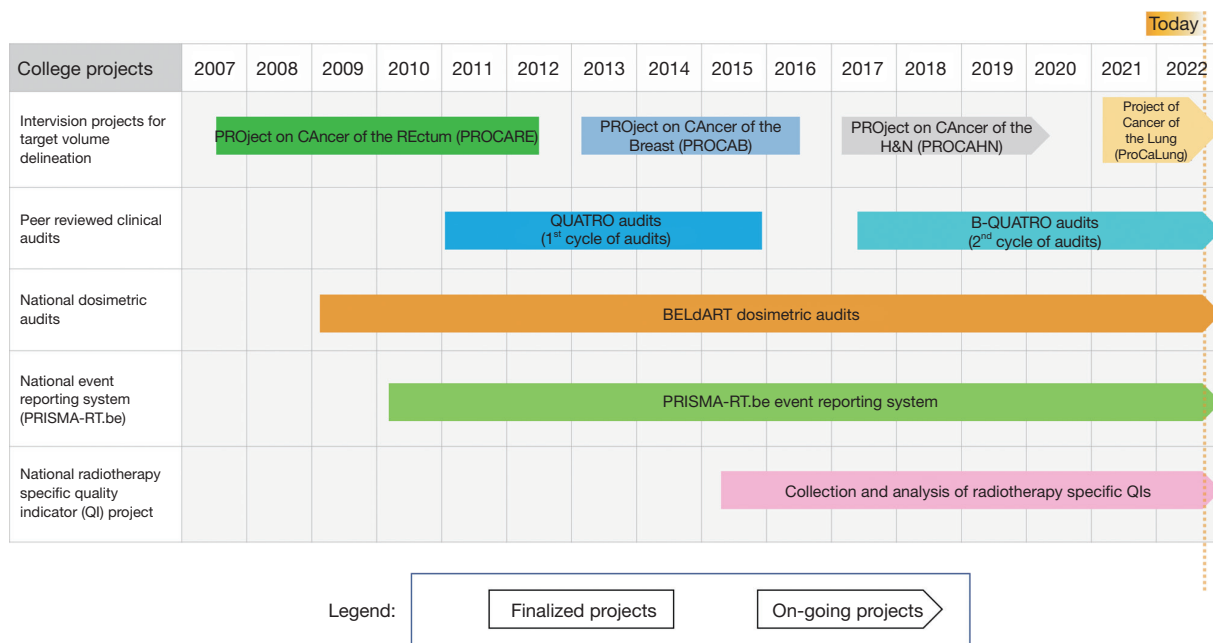 Today
College projects 2007 2008 2009 2010 2011 2012 2013 2014 2015 2016 2017 2018 2019 2020 2021 2022
Intervision projects for
target volume
delineation
PROject on CAncer of the REctum (PROCARE)
PROject on CAncer of the
Breast (PROCAB)
PROject on CAncer of the
H&N (PROCAHN)
Project of
Cancer
of the Lung
(ProCaLung)
Peer reviewed clinical
audits
QUATRO audits
(1st cycle of audits)
B-QUATRO audits
(2nd cycle of audits)
National dosimetric
audits
BELdART dosimetric audits
National event
reporting system
(PRISMA-RT.be)
PRISMA-RT.be event reporting system
National radiotherapy
specific quality
indicator (QI) project
Collection and analysis of radiotherapy specific QIs
Legend: Finalized projects On-going projects